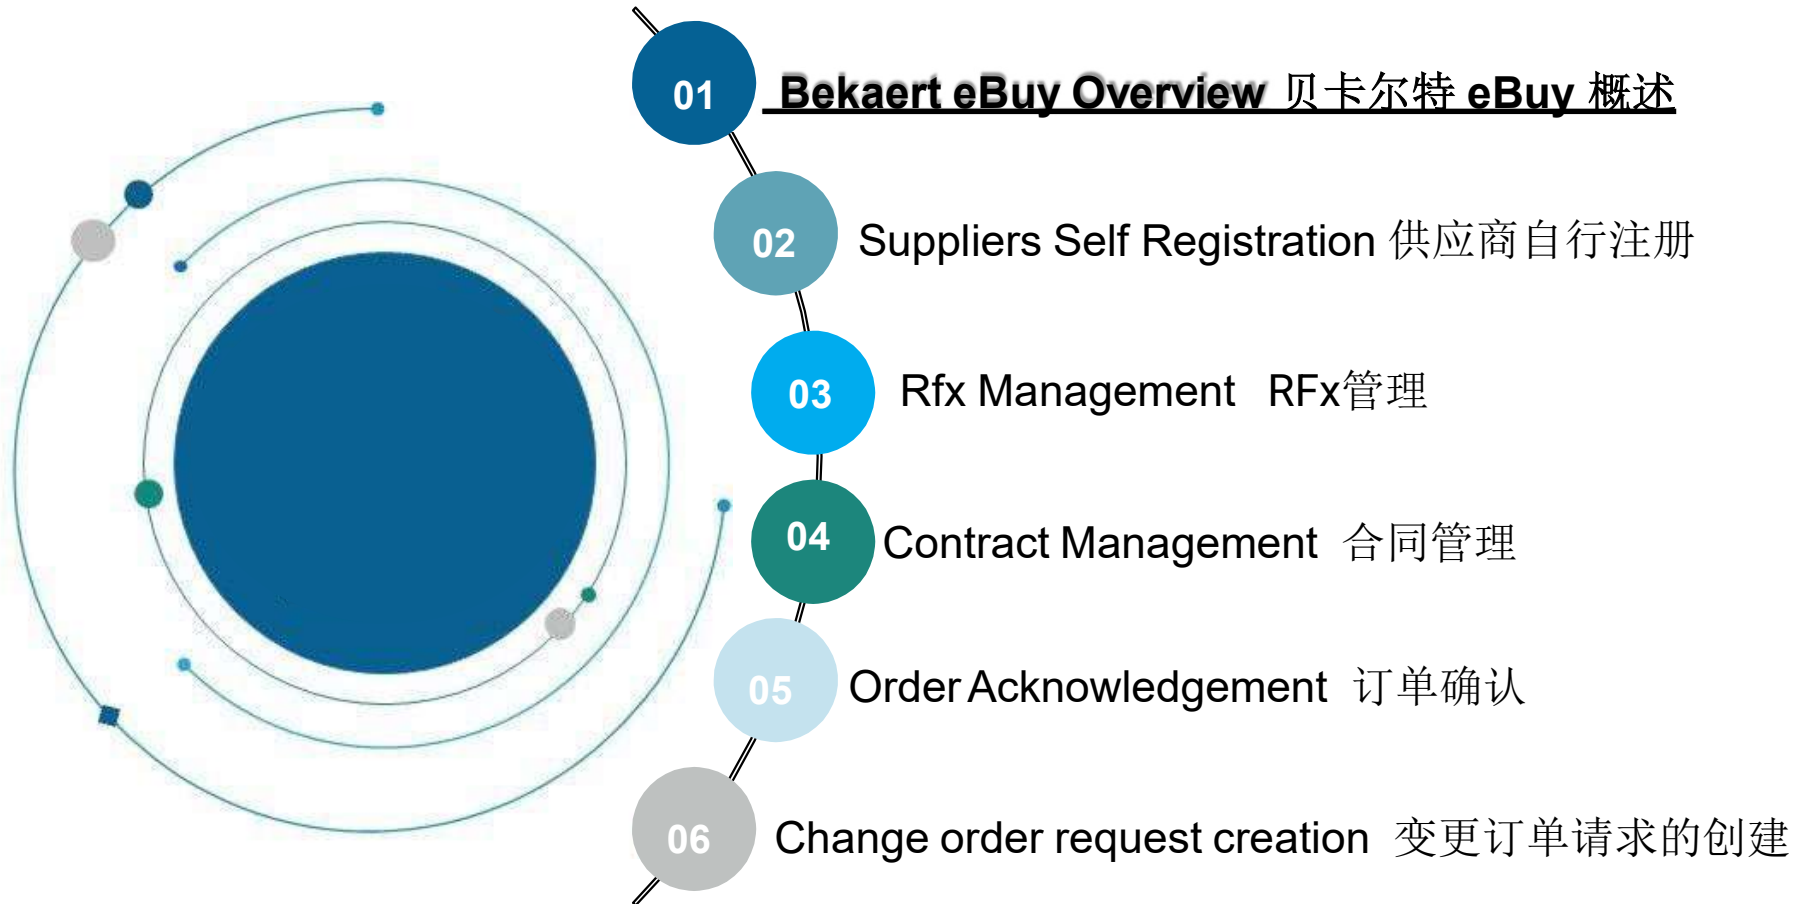 01 Bekaert eBuy Overview 贝卡尔特 eBuy 概述
02 Suppliers Self Registration 供应商自行注册
03 Rfx Management RFx管理
04 Contract Management 合同管理
05 Order Acknowledgement 订单确认
06 Change order request creation 变更订单请求的创建